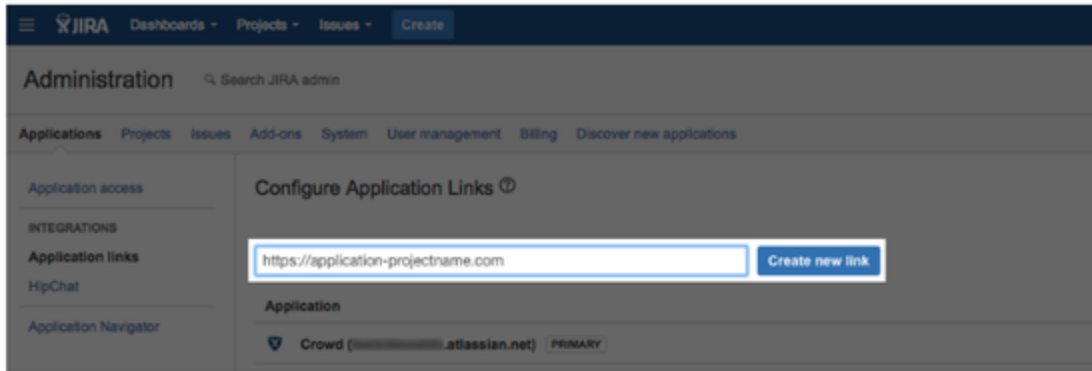 JIRA Dashboards Projects Issues Create
Administration Search JIRA admin
Applications Projects Issues Add-ons System User management Billing Discover new applications
Application access
Configure Application Links ?
INTEGRATIONS
Application links
https://application-projectname.com Create new link
HipChat
Application
Application Navigator
Crowd ( .atlassian.net) PRIMARY